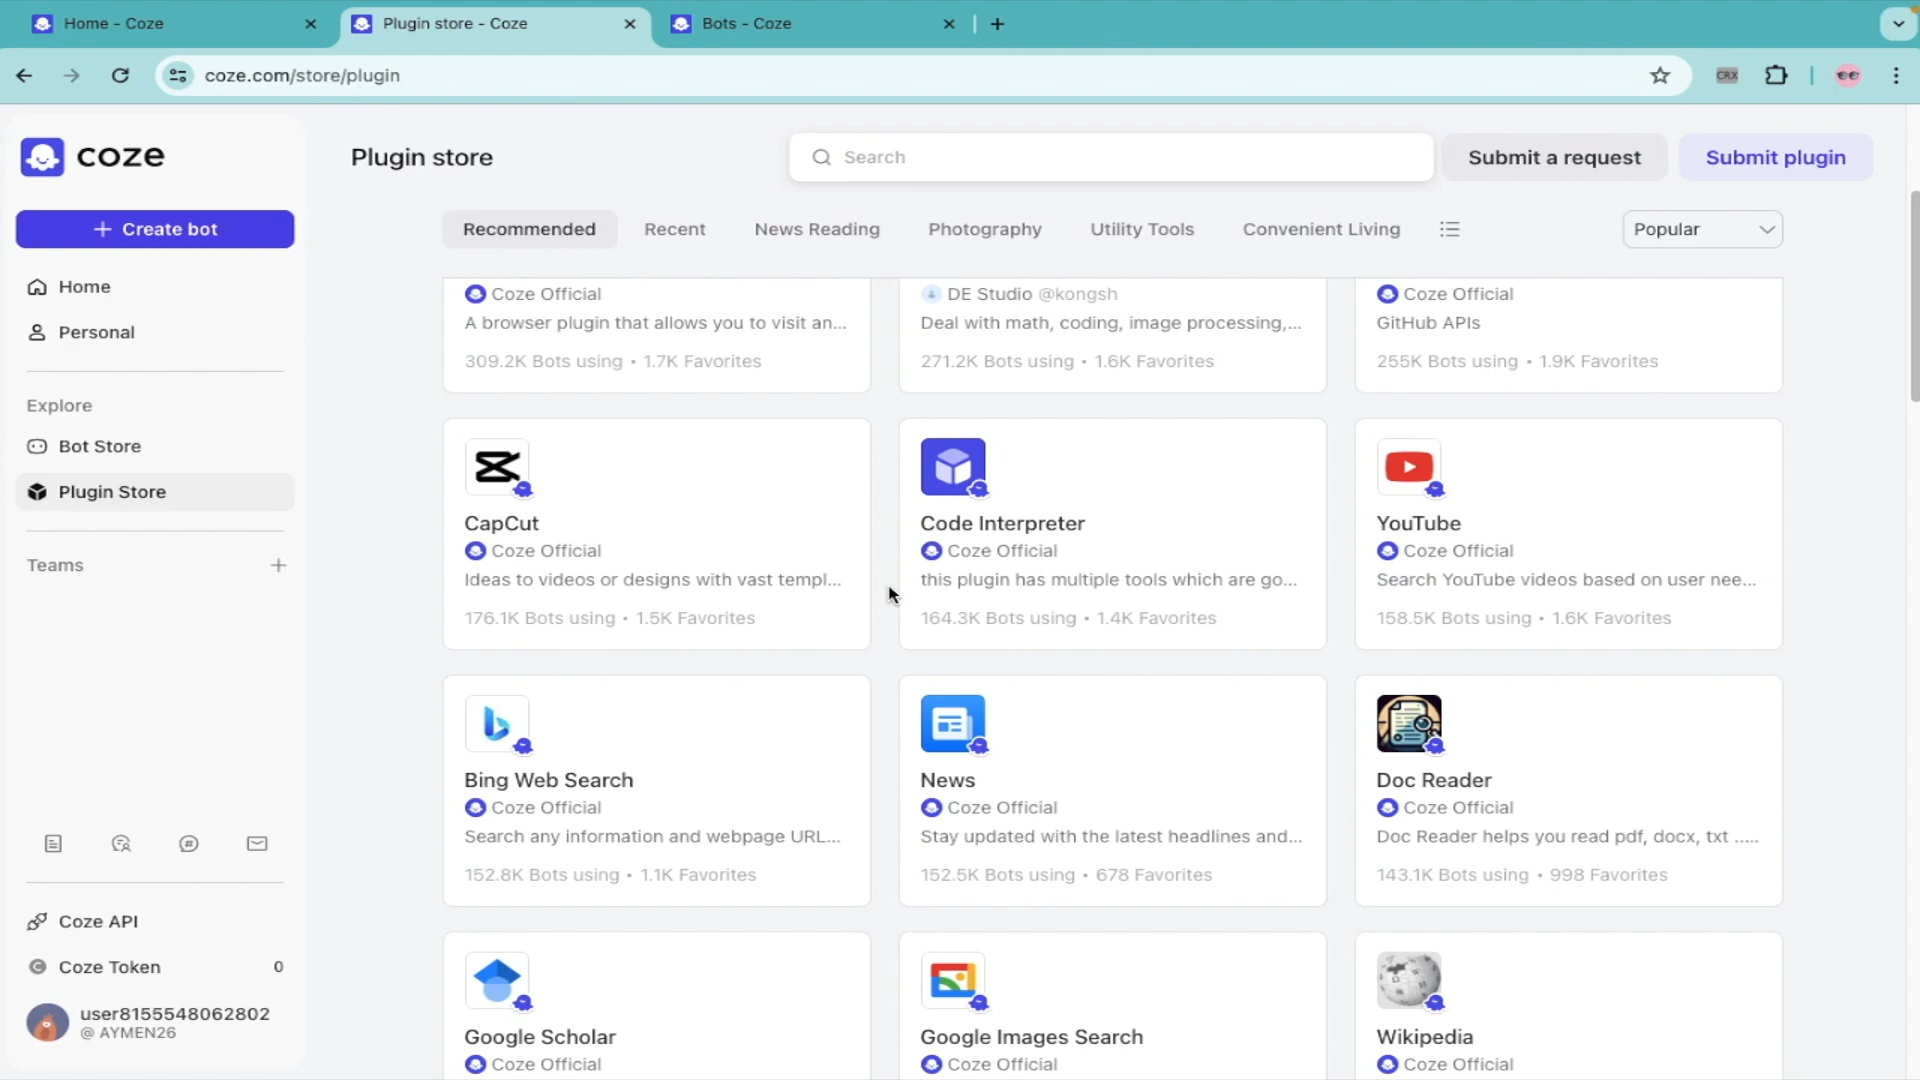 Home - Coze
Plugin store - Coze
Bots - Coze
coze.com/store/plugin
CRX
coze
Plugin store
Search
Submit a request
Submit plugin
+ Create bot
Recommended
Recent
News Reading
Photography
Utility Tools
Convenient Living
Popular
Home
Personal
Explore
Bot Store
Plugin Store
Teams
Coze API
Coze Token
0
user8155548062802
@ AYMEN26
Coze Official
A browser plugin that allows you to visit an...
309.2K Bots using • 1.7K Favorites
DE Studio @kongsh
Deal with math, coding, image processing,...
271.2K Bots using • 1.6K Favorites
Coze Official
GitHub APIs
255K Bots using • 1.9K Favorites
CapCut
Coze Official
Ideas to videos or designs with vast templ...
176.1K Bots using • 1.5K Favorites
Code Interpreter
Coze Official
this plugin has multiple tools which are go...
164.3K Bots using • 1.4K Favorites
YouTube
Coze Official
Search YouTube videos based on user nee...
158.5K Bots using • 1.6K Favorites
Bing Web Search
Coze Official
Search any information and webpage URL...
152.8K Bots using • 1.1K Favorites
News
Coze Official
Stay updated with the latest headlines and...
152.5K Bots using • 678 Favorites
Doc Reader
Coze Official
Doc Reader helps you read pdf, docx, txt .....
143.1K Bots using • 998 Favorites
Google Scholar
Coze Official
Google Images Search
Coze Official
Wikipedia
Coze Official